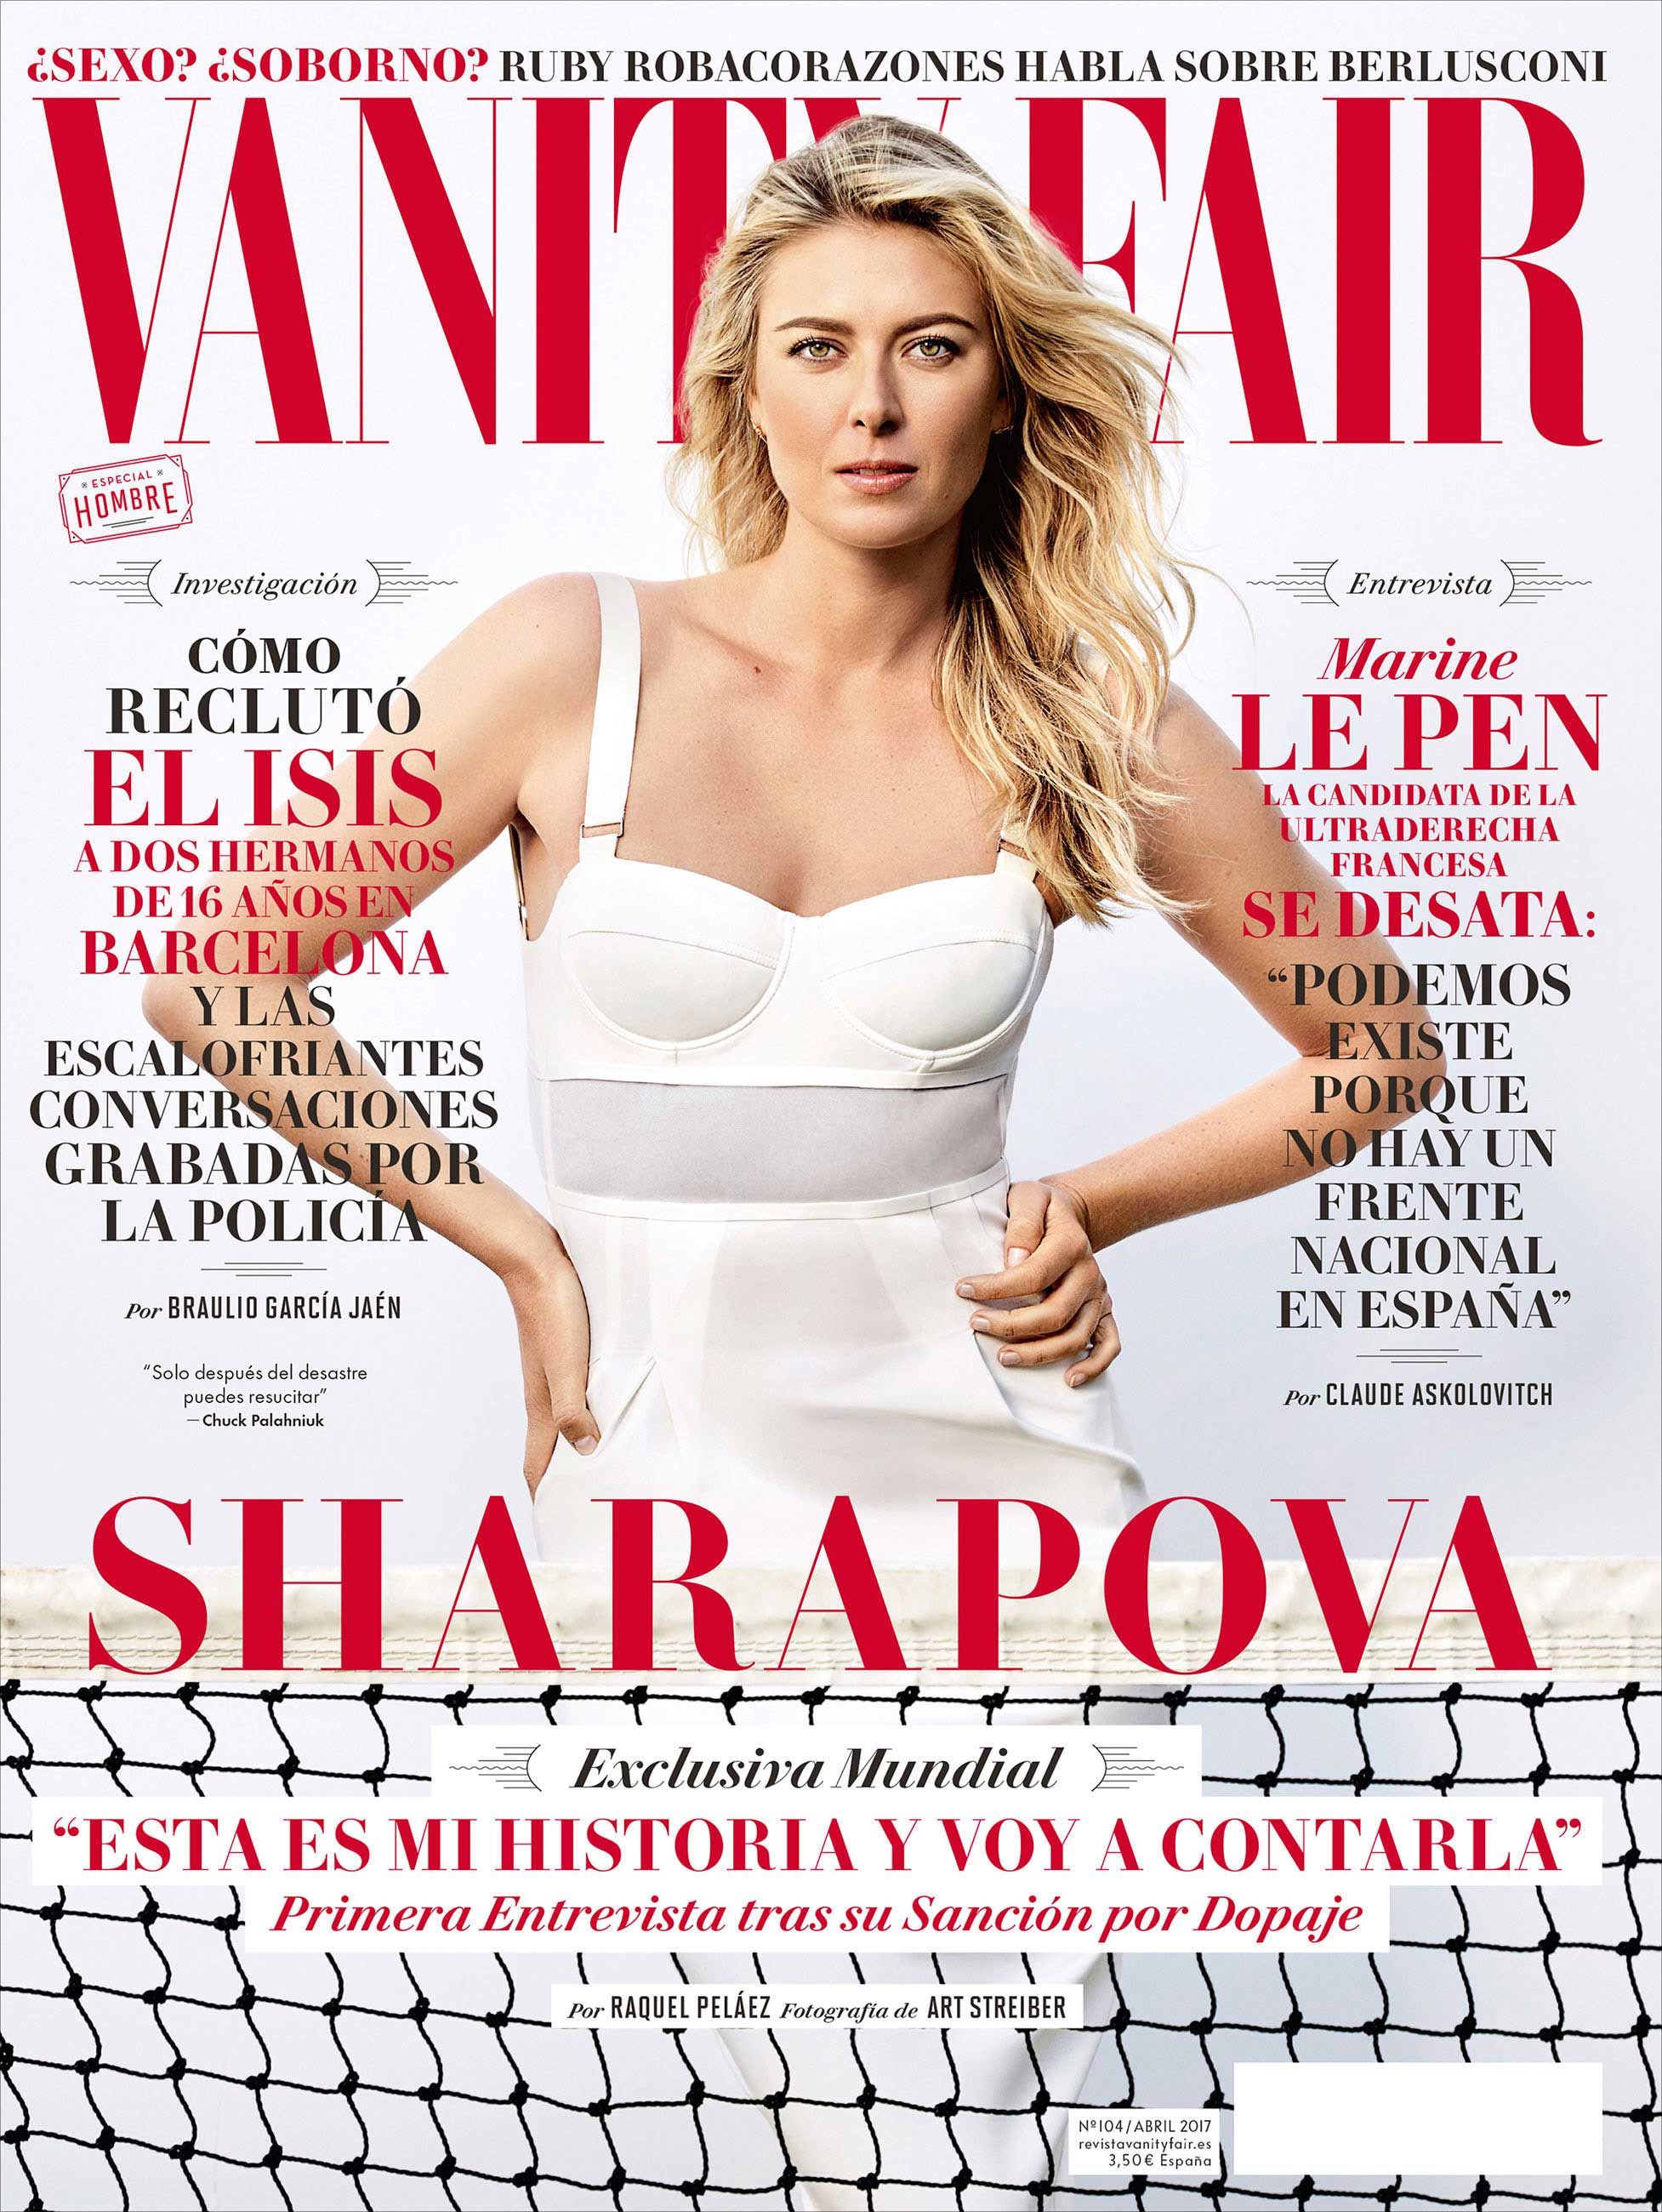 ¿SEXO? ¿SOBORNO? RUBY ROBACORAZONES HABLA SOBRE BERLUSCONI
VANITY FAIR
ESPECIAL
HOMBRE
Investigación
CÓMO
RECLUTÓ
EL ISIS
A DOS HERMANOS
DE 16 AÑOS EN
BARCELONA
Y LAS
ESCALOFRIANTES
CONVERSACIONES
GRABADAS POR
LA POLICÍA
Por BRAULIO GARCÍA JAÉN
“Solo después del desastre
puedes resucitar”
— Chuck Palahniuk
Entrevista
Marine
LE PEN
LA CANDIDATA DE LA
ULTRADERECHA
FRANCESA
SE DESATA:
“PODEMOS
EXISTE
PORQUE
NO HAY UN
FRENTE
NACIONAL
EN ESPAÑA”
Por CLAUDE ASKOLOVITCH
SHARAPOVA
Exclusiva Mundial
“ESTA ES MI HISTORIA Y VOY A CONTARLA”
Primera Entrevista tras su Sanción por Dopaje
Por RAQUEL PELÁEZ Fotografía de ART STREIBER
Nº104/ABRIL 2017
revistavanityfair.es
3,50€ España